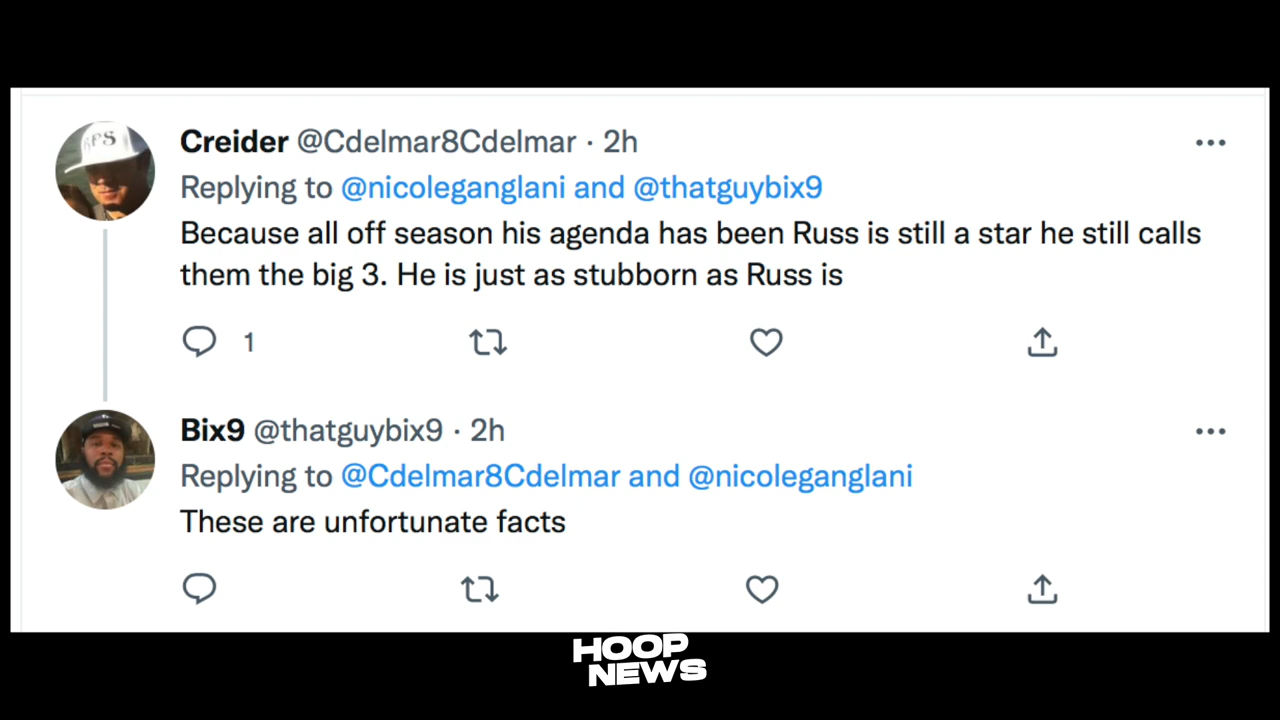 Creider @Cdelmar8Cdelmar · 2h
Replying to @nicoleganglani and @thatguybix9
Because all off season his agenda has been Russ is still a star he still calls
them the big 3. He is just as stubborn as Russ is
1
Bix9 @thatguybix9 · 2h
Replying to @Cdelmar8Cdelmar and @nicoleganglani
These are unfortunate facts
HOOP
NEWS